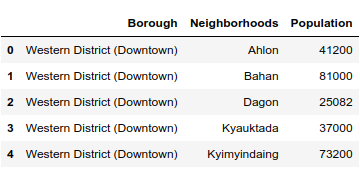 Borough Neighborhoods Population
0 Western District (Downtown) Ahlon 41200
1 Western District (Downtown) Bahan 81000
2 Western District (Downtown) Dagon 25082
3 Western District (Downtown) Kyauktada 37000
4 Western District (Downtown) Kyimyindaing 73200